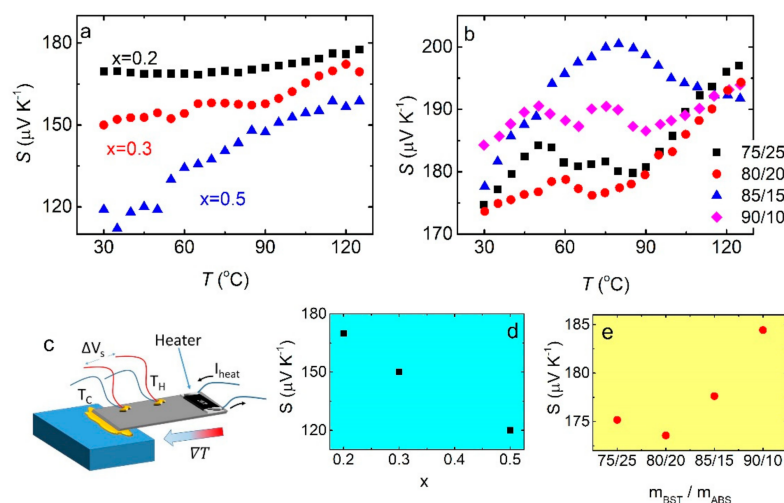 a
x=0.2
x=0.3
x=0.5
S (μV K⁻¹)
180
150
120
30
60
90
120
T (°C)
b
200
190
180
170
S (μV K⁻¹)
30
60
90
120
T (°C)
75/25
80/20
85/15
90/10
c
ΔVs
TC
TH
Heater
Iheat
∇T
d
S (μV K⁻¹)
180
160
140
120
0.2
0.3
0.4
0.5
x
e
S (μV K⁻¹)
185
180
175
75/25
80/20
85/15
90/10
mBST / mABS